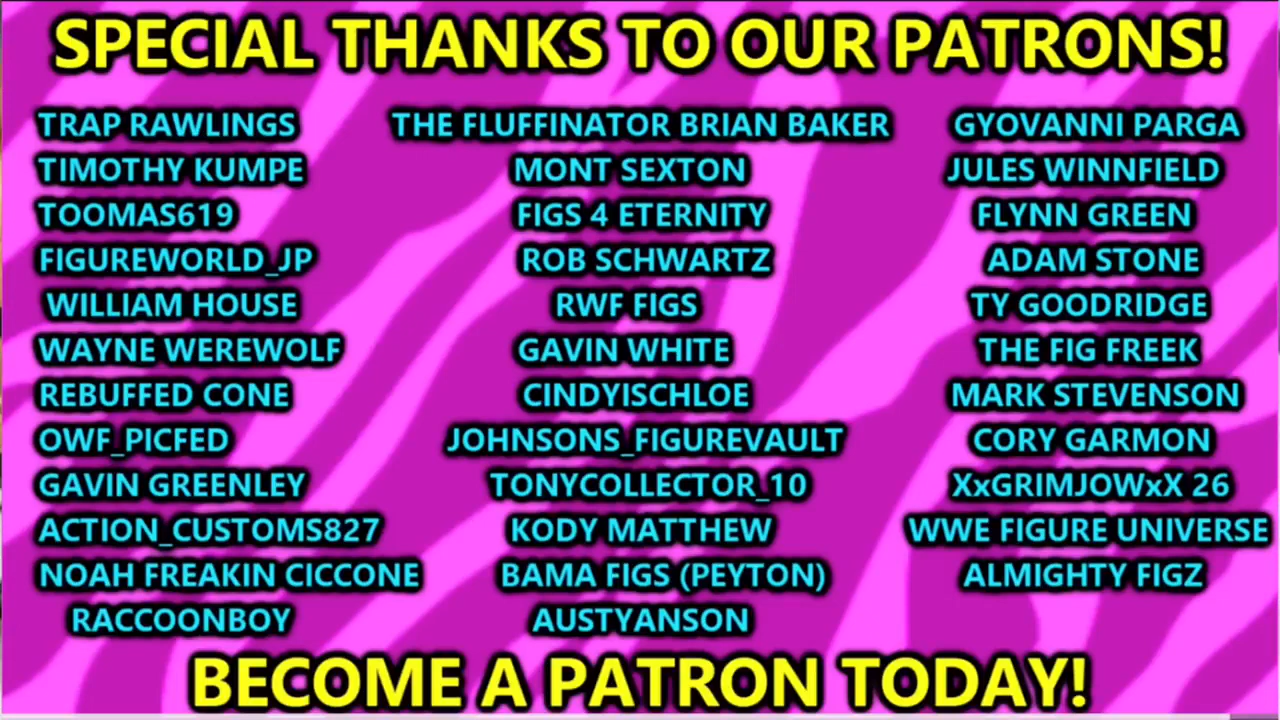 SPECIAL THANKS TO OUR PATRONS!
TRAP RAWLINGS
TIMOTHY KUMPE
TOOMAS619
FIGUREWORLD_JP
WILLIAM HOUSE
WAYNE WEREWOLF
REBUFFED CONE
OWF_PICFED
GAVIN GREENLEY
ACTION_CUSTOMS827
NOAH FREAKIN CICCONE
RACCOONBOY
THE FLUFFINATOR BRIAN BAKER
MONT SEXTON
FIGS 4 ETERNITY
ROB SCHWARTZ
RWF FIGS
GAVIN WHITE
CINDYISCHLOE
JOHNSONS_FIGUREVAULT
TONYCOLLECTOR_10
KODY MATTHEW
BAMA FIGS (PEYTON)
AUSTYANSON
GYOVANNI PARGA
JULES WINNFIELD
FLYNN GREEN
ADAM STONE
TY GOODRIDGE
THE FIG FREEK
MARK STEVENSON
CORY GARMON
XxGRIMJOWxX 26
WWE FIGURE UNIVERSE
ALMIGHTY FIGZ
BECOME A PATRON TODAY!